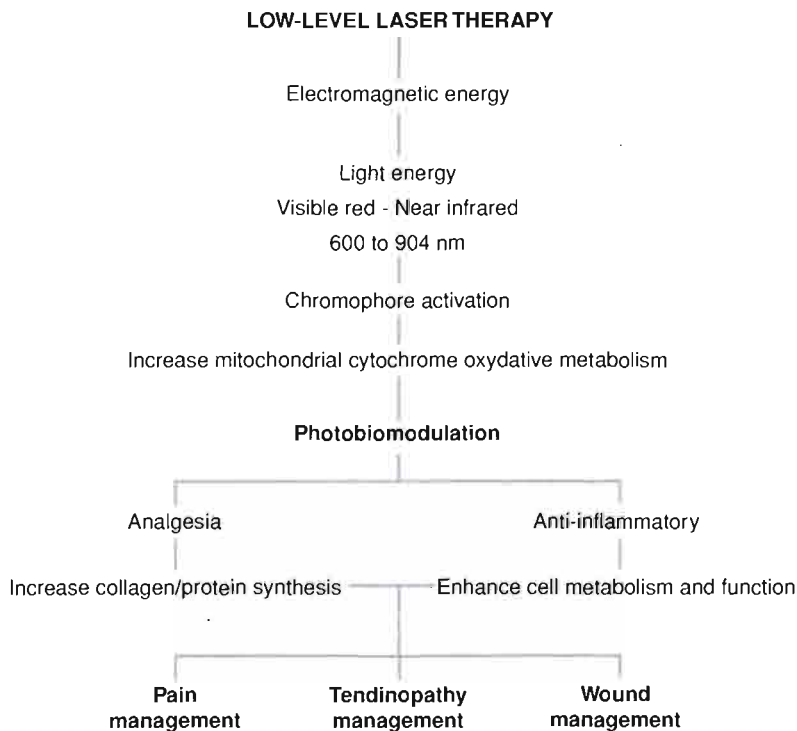 LOW-LEVEL LASER THERAPY
Electromagnetic energy
Light energy
Visible red - Near infrared
600 to 904 nm
Chromophore activation
Increase mitochondrial cytochrome oxydative metabolism
Photobiomodulation
Analgesia
Anti-inflammatory
Increase collagen/protein synthesis
Enhance cell metabolism and function
Pain
management
Tendinopathy
management
Wound
management